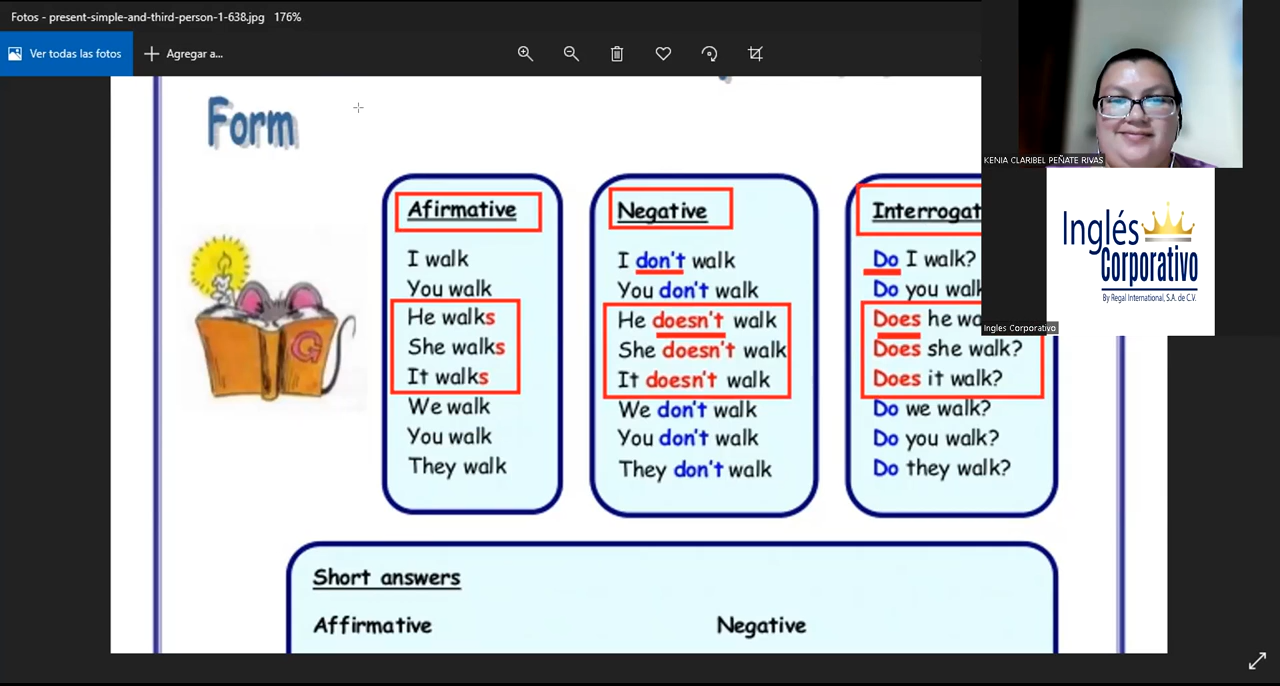 Fotos - present-simple-and-third-person-1-638.jpg 176%
Ver todas las fotos
Agregar a...
Form
Afirmative
I walk
You walk
He walks
She walks
It walks
We walk
You walk
They walk
Negative
I don't walk
You don't walk
He doesn't walk
She doesn't walk
It doesn't walk
We don't walk
You don't walk
They don't walk
Interrogat
Do I walk?
Do you walk
Does he wa
Does she walk?
Does it walk?
Do we walk?
Do you walk?
Do they walk?
Short answers
Affirmative
Negative
G
KENIA CLARIBEL PEÑATE RIVAS
Inglés
Corporativo
By Regal International, S.A. de C.V.
Ingles Corporativo